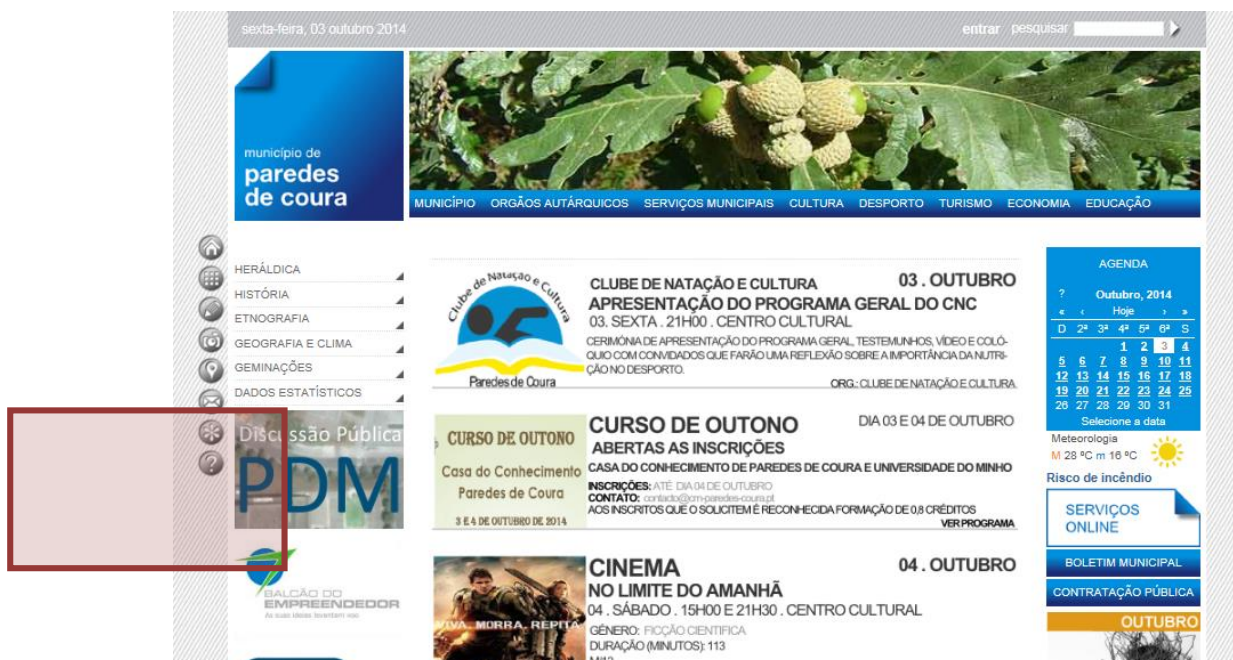 sexta-feira, 03 outubro 2014
entrar pesquisar
município de
paredes
de coura
MUNICÍPIO ORGÃOS AUTÁRQUICOS SERVIÇOS MUNICIPAIS CULTURA DESPORTO TURISMO ECONOMIA EDUCAÇÃO
HERÁLDICA
HISTÓRIA
ETNOGRAFIA
GEOGRAFIA E CLIMA
GEMINAÇÕES
DADOS ESTATÍSTICOS
Discussão Pública
PDM
BALCÃO DO
EMPREENDEDOR
As suas ideias levantam voo
Clube de Natação e Cultura
Paredes de Coura
CLUBE DE NATAÇÃO E CULTURA 03 . OUTUBRO
APRESENTAÇÃO DO PROGRAMA GERAL DO CNC
03. SEXTA . 21H00 . CENTRO CULTURAL
CERIMÓNIA DE APRESENTAÇÃO DO PROGRAMA GERAL, TESTEMUNHOS, VÍDEO E COLÓ-
QUIO COM CONVIDADOS QUE FARÃO UMA REFLEXÃO SOBRE A IMPORTÂNCIA DA NUTRI-
ÇÃO NO DESPORTO.
ORG.: CLUBE DE NATAÇÃO E CULTURA.
CURSO DE OUTONO
Casa do Conhecimento
Paredes de Coura
3 E 4 DE OUTUBRO DE 2014
CURSO DE OUTONO DIA 03 E 04 DE OUTUBRO
ABERTAS AS INSCRIÇÕES
CASA DO CONHECIMENTO DE PAREDES DE COURA E UNIVERSIDADE DO MINHO
INSCRIÇÕES: ATÉ DIA 04 DE OUTUBRO
CONTATO: contacto@cm-paredes-coura.pt
AOS INSCRITOS QUE O SOLICITEM É RECONHECIDA FORMAÇÃO DE 0,8 CRÉDITOS
VER PROGRAMA
VIVA. MORRA. REPITA
CINEMA 04 . OUTUBRO
NO LIMITE DO AMANHÃ
04 . SÁBADO . 15H00 E 21H30 . CENTRO CULTURAL
GÉNERO: FICÇÃO CIENTIFICA
DURAÇÃO (MINUTOS): 113
M/12
AGENDA
? Outubro, 2014
« ‹ Hoje › »
D 2ª 3ª 4ª 5ª 6ª S
1 2 3 4
5 6 7 8 9 10 11
12 13 14 15 16 17 18
19 20 21 22 23 24 25
26 27 28 29 30 31
Selecione a data
Meteorologia
M 28 ºC m 16 ºC
Risco de incêndio
SERVIÇOS
ONLINE
BOLETIM MUNICIPAL
CONTRATAÇÃO PÚBLICA
OUTUBRO